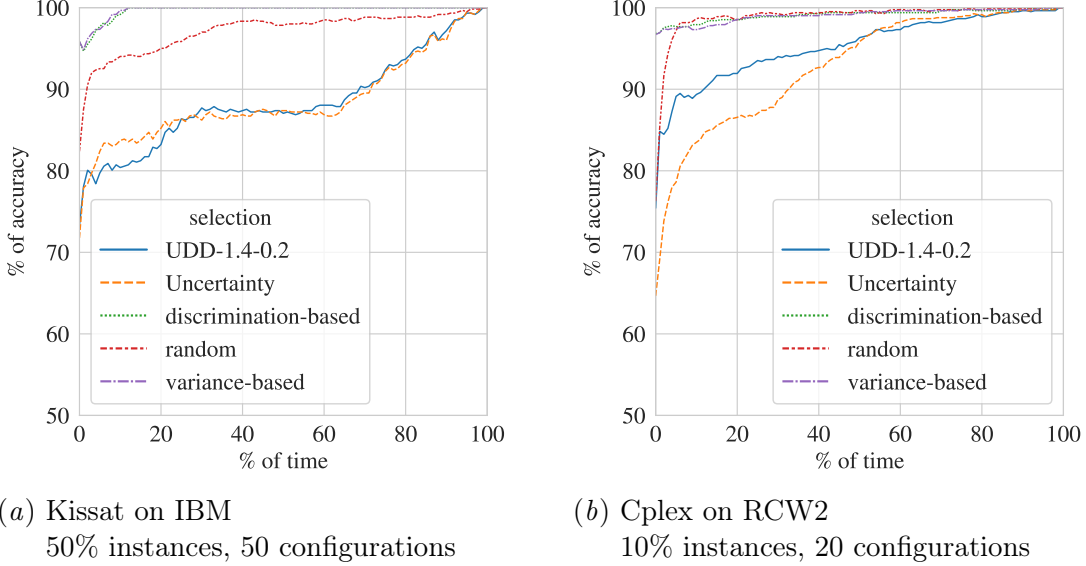 100
90
80
70
60
50
% of accuracy
selection
UDD-1.4-0.2
Uncertainty
discrimination-based
random
variance-based
0 20 40 60 80 100
% of time
(a) Kissat on IBM
50% instances, 50 configurations
100
90
80
70
60
50
% of accuracy
selection
UDD-1.4-0.2
Uncertainty
discrimination-based
random
variance-based
0 20 40 60 80 100
% of time
(b) Cplex on RCW2
10% instances, 20 configurations